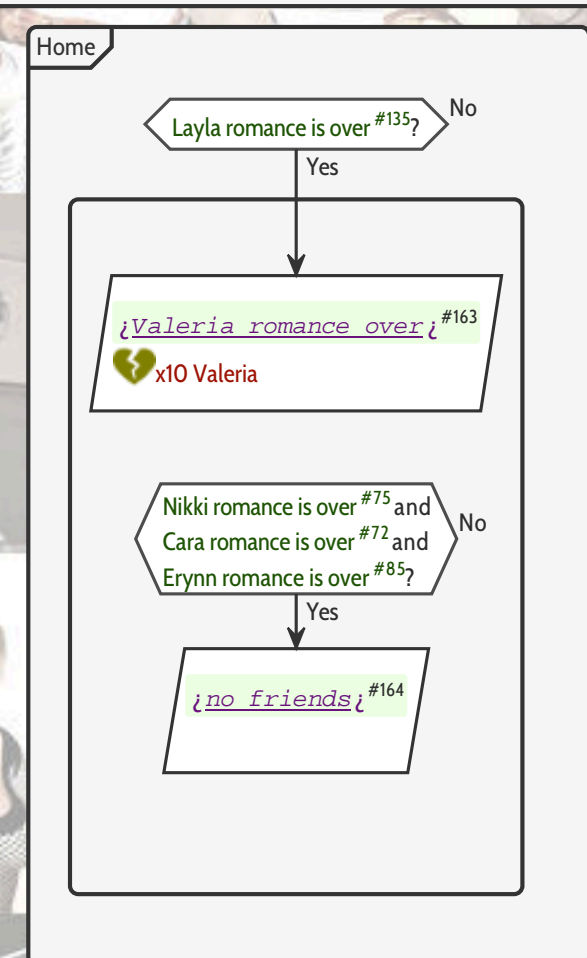 Home
Layla romance is over #135?
No
Yes
¿Valeria romance over¿ #163
x10 Valeria
Nikki romance is over #75 and
Cara romance is over #72 and
Erynn romance is over #85?
No
Yes
¿no friends¿ #164